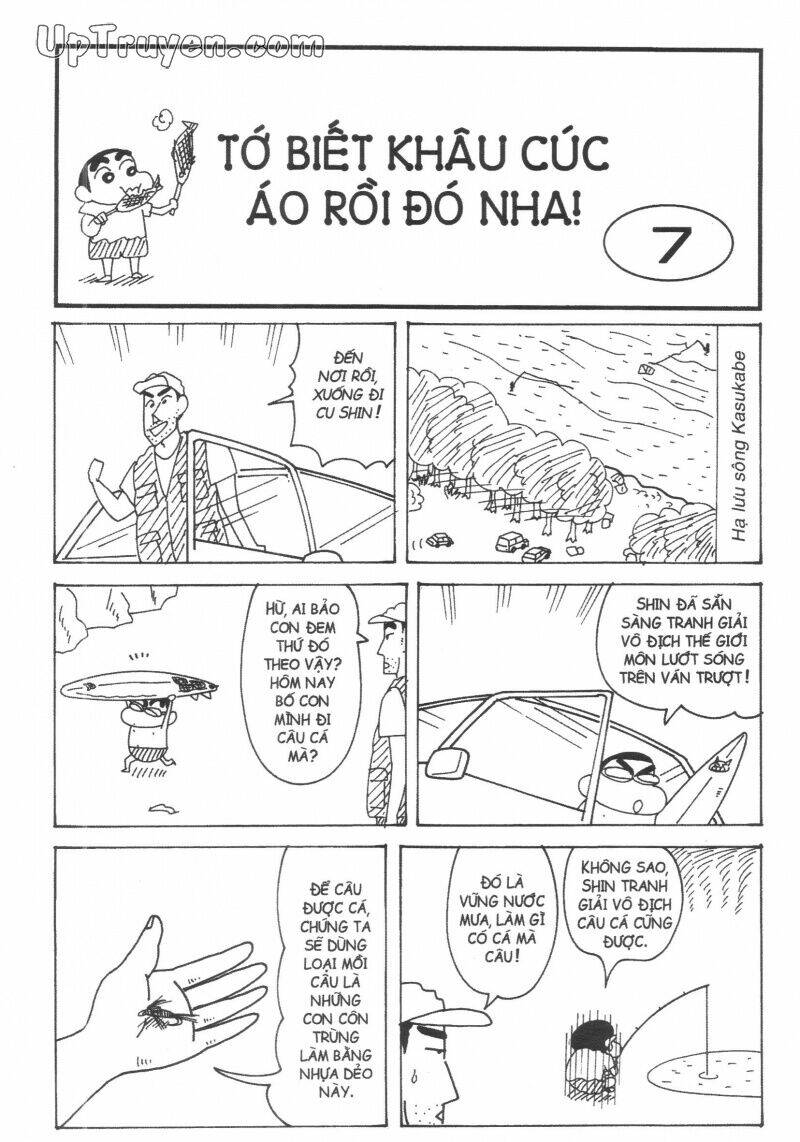 UpTruyen.com
TỚ BIẾT KHÂU CÚC
ÁO RỒI ĐÓ NHA!
7
Hạ lưu sông Kasukabe
ĐẾN
NƠI RỒI,
XUỐNG ĐI
CU SHIN!
SHIN ĐÃ SẴN
SÀNG TRANH GIẢI
VÔ ĐỊCH THẾ GIỚI
MÔN LƯỚT SÓNG
TRÊN VÁN TRƯỢT!
HỪ, AI BẢO
CON ĐEM
THỨ ĐÓ
THEO VẬY?
HÔM NAY
BỐ CON
MÌNH ĐI
CÂU CÁ
MÀ?
KHÔNG SAO,
SHIN TRANH
GIẢI VÔ ĐỊCH
CÂU CÁ CŨNG
ĐƯỢC.
ĐÓ LÀ
VŨNG NƯỚC
MƯA, LÀM GÌ
CÓ CÁ MÀ
CÂU!
ĐỂ CÂU
ĐƯỢC CÁ,
CHÚNG TA
SẼ DÙNG
LOẠI MỒI
CÂU LÀ
NHỮNG
CON CÔN
TRÙNG
LÀM BẰNG
NHỰA DẺO
NÀY.